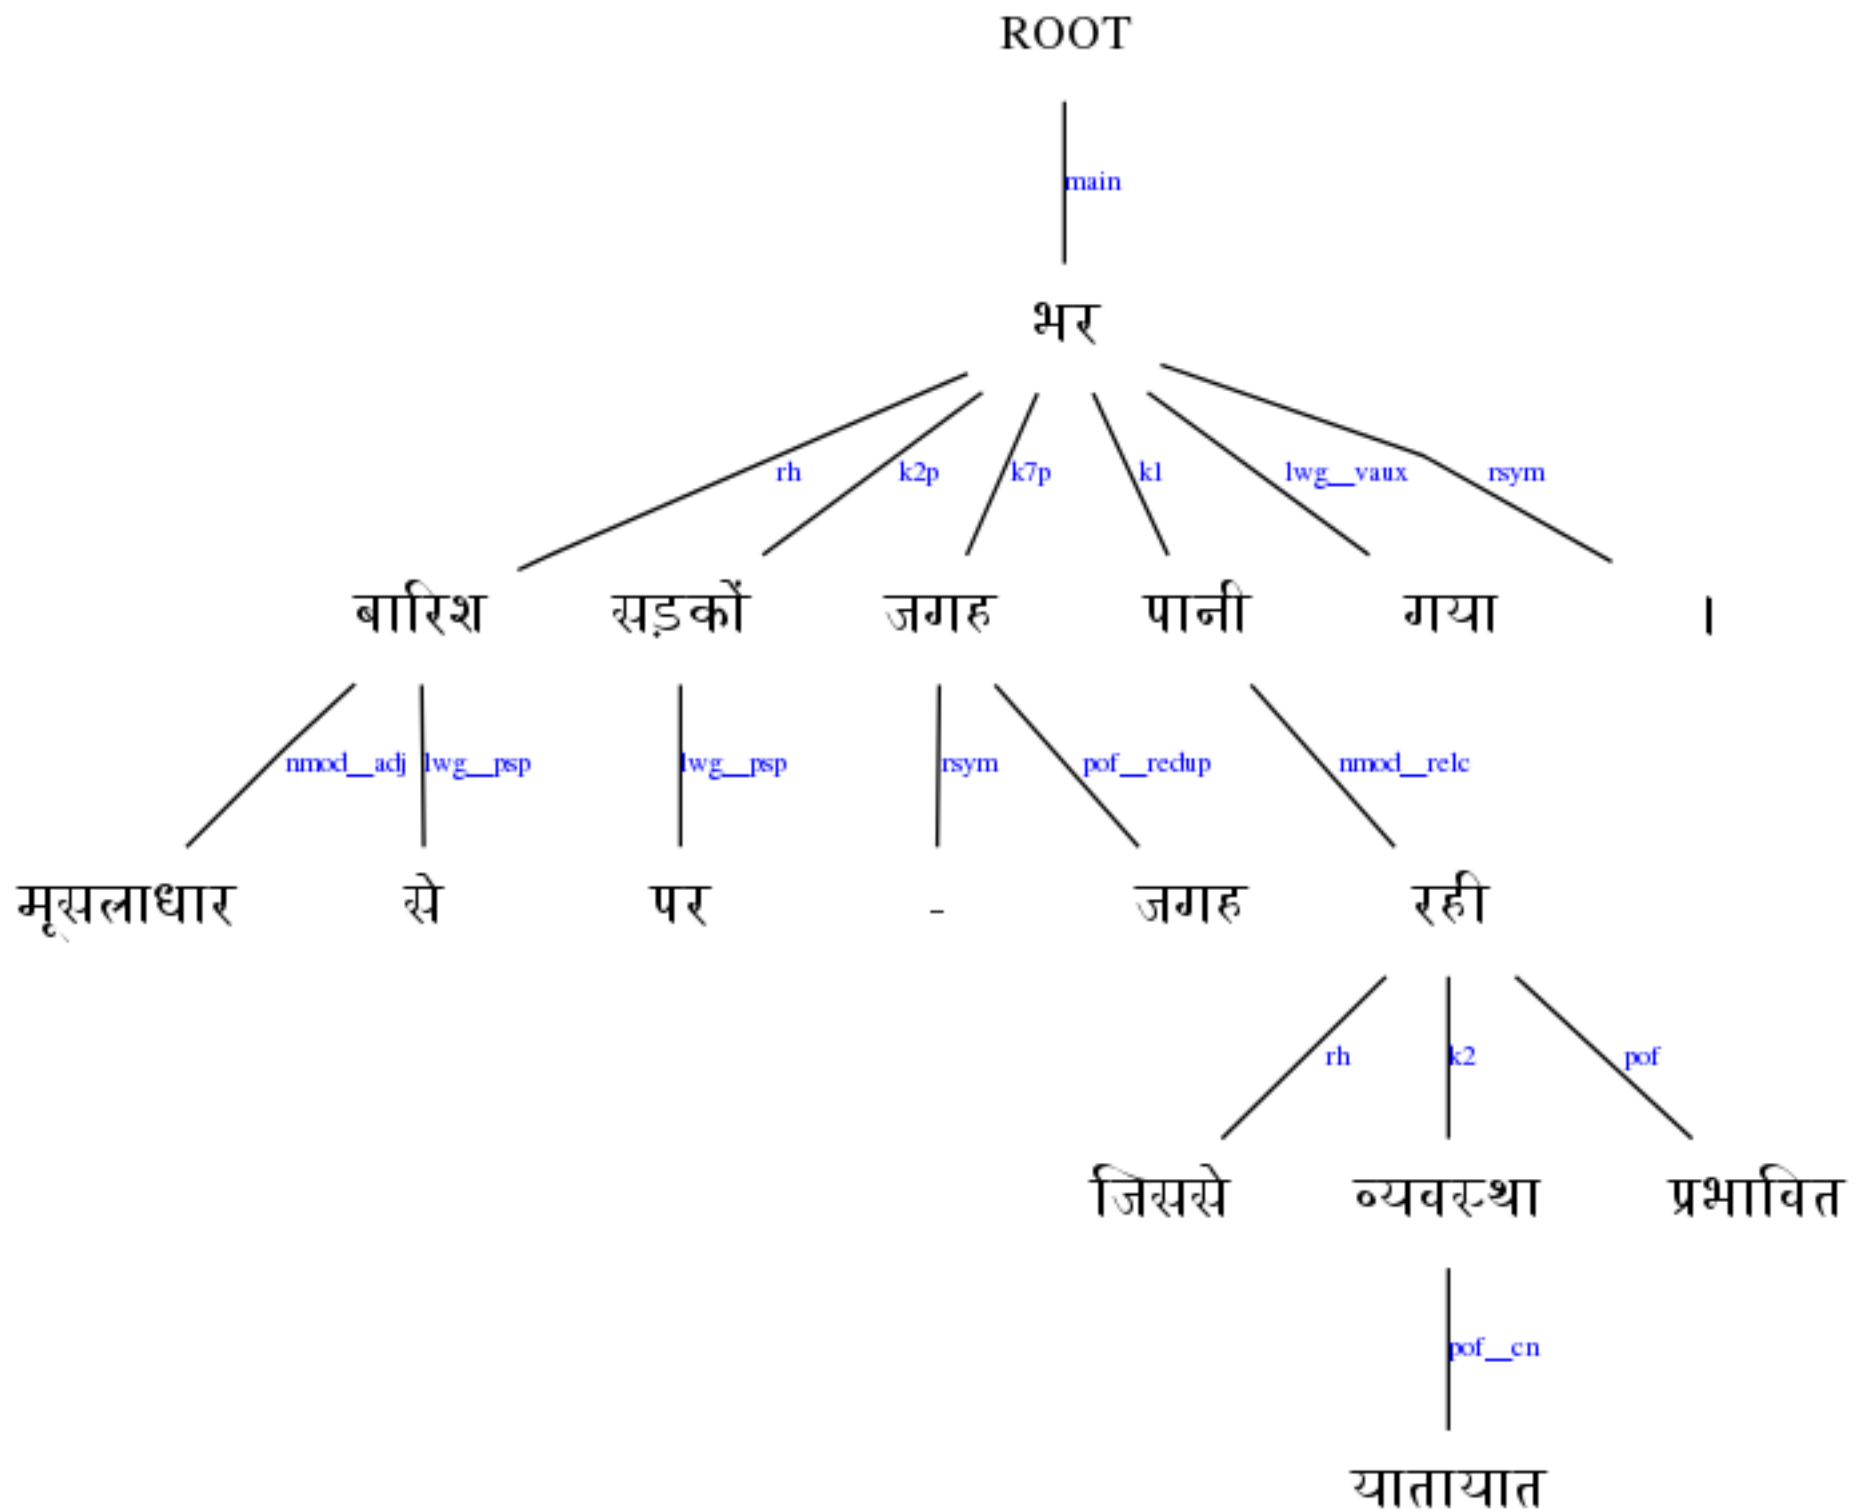 ROOT
main
भर
rh k2p k7p k1 lwg__vaux rsym
बारिश सड़कों जगह पानी गया ।
nmod__adj lwg__psp lwg__psp rsym pof__redup nmod__relc
मूसलाधार से पर - जगह रही
rh k2 pof
जिससे व्यवस्था प्रभावित
pof__cn
यातायात